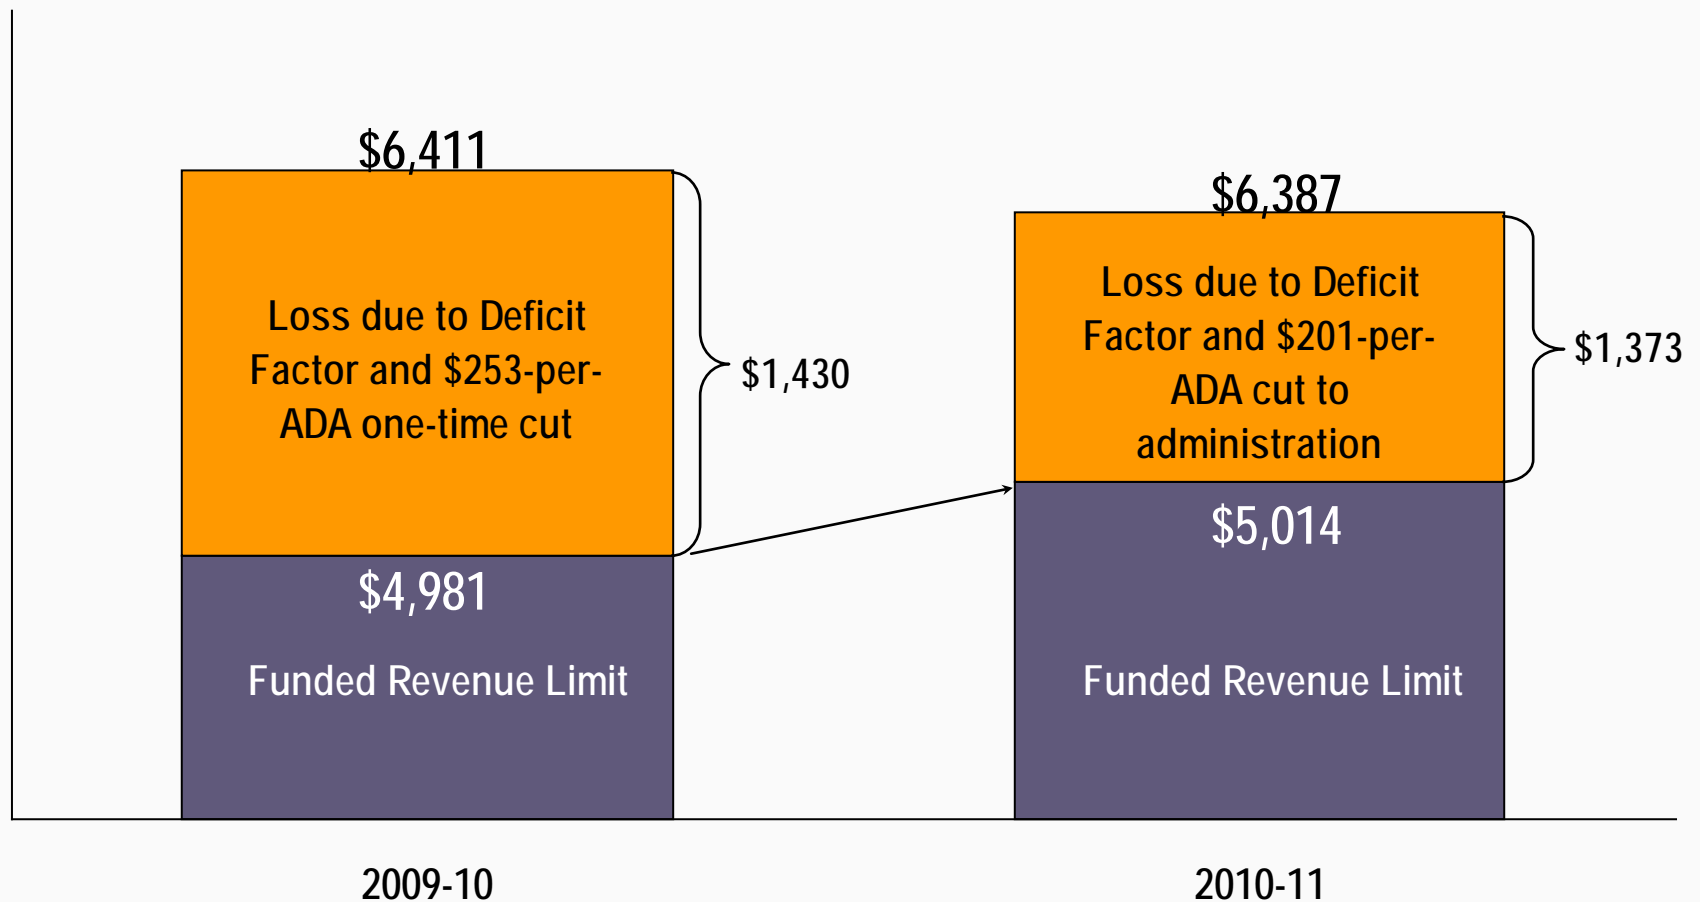 $6,411
Loss due to Deficit
Factor and $253-per-
ADA one-time cut
$1,430
$4,981
Funded Revenue Limit
2009-10
$6,387
Loss due to Deficit
Factor and $201-per-
ADA cut to
administration
$1,373
$5,014
Funded Revenue Limit
2010-11